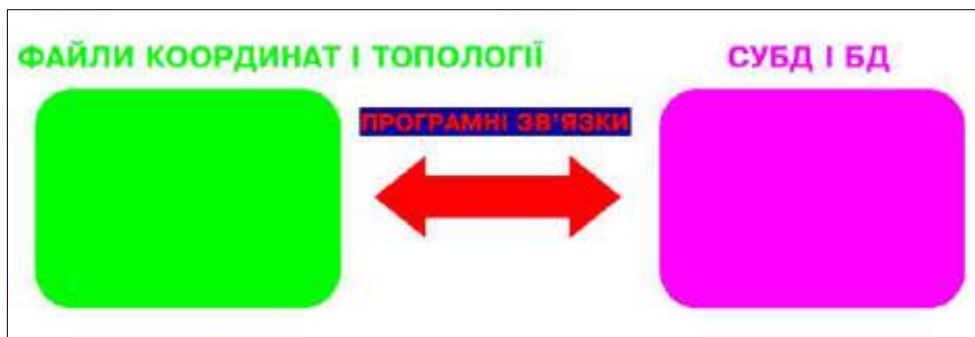 ФАЙЛИ КООРДИНАТ І ТОПОЛОГІЇ
СУБД І БД
ПРОГРАМНІ ЗВ'ЯЗКИ